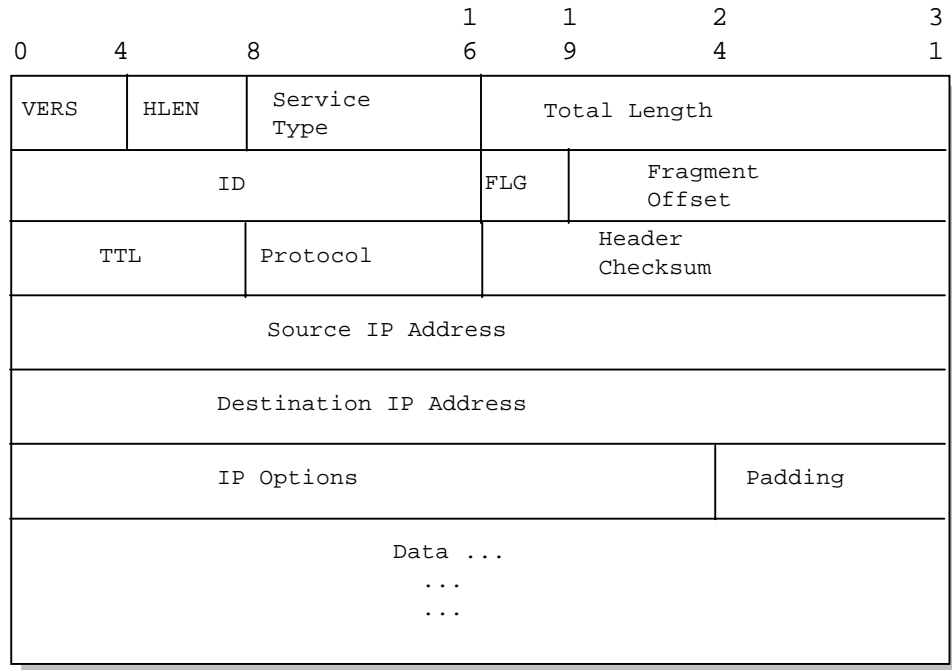 1 1 2 3
0 4 8 6 9 4 1
VERS HLEN Service Type Total Length
ID FLG Fragment Offset
TTL Protocol Header Checksum
Source IP Address
Destination IP Address
IP Options Padding
Data ...
...
...